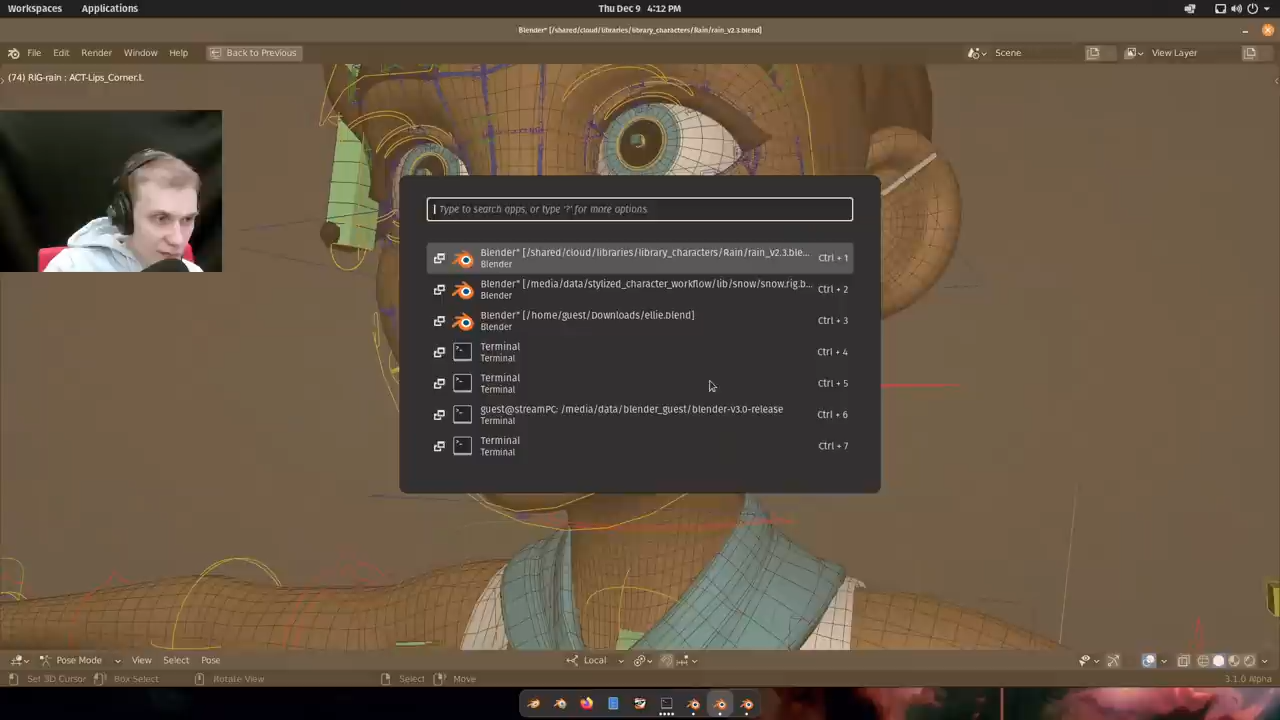 Workspaces Applications Thu Dec 9 4:12 PM
Blender* [/shared/cloud/libraries/library_characters/Rain/rain_v2.3.blend]
File Edit Render Window Help Back to Previous Scene View Layer
(74) RIG-rain : ACT-Lips_Corner.L
Type to search apps, or type '?' for more options.
Blender* [/shared/cloud/libraries/library_characters/Rain/rain_v2.3.ble... Ctrl + 1
Blender
Blender* [/media/data/stylized_character_workflow/lib/snow/snow.rig.b... Ctrl + 2
Blender
Blender* [/home/guest/Downloads/ellie.blend] Ctrl + 3
Blender
Terminal Ctrl + 4
Terminal
Terminal Ctrl + 5
Terminal
guest@streamPC: /media/data/blender_guest/blender-v3.0-release Ctrl + 6
Terminal
Terminal Ctrl + 7
Terminal
Pose Mode View Select Pose Local
Set 3D Cursor Box Select Rotate View Select Move 3.1.0 Alpha